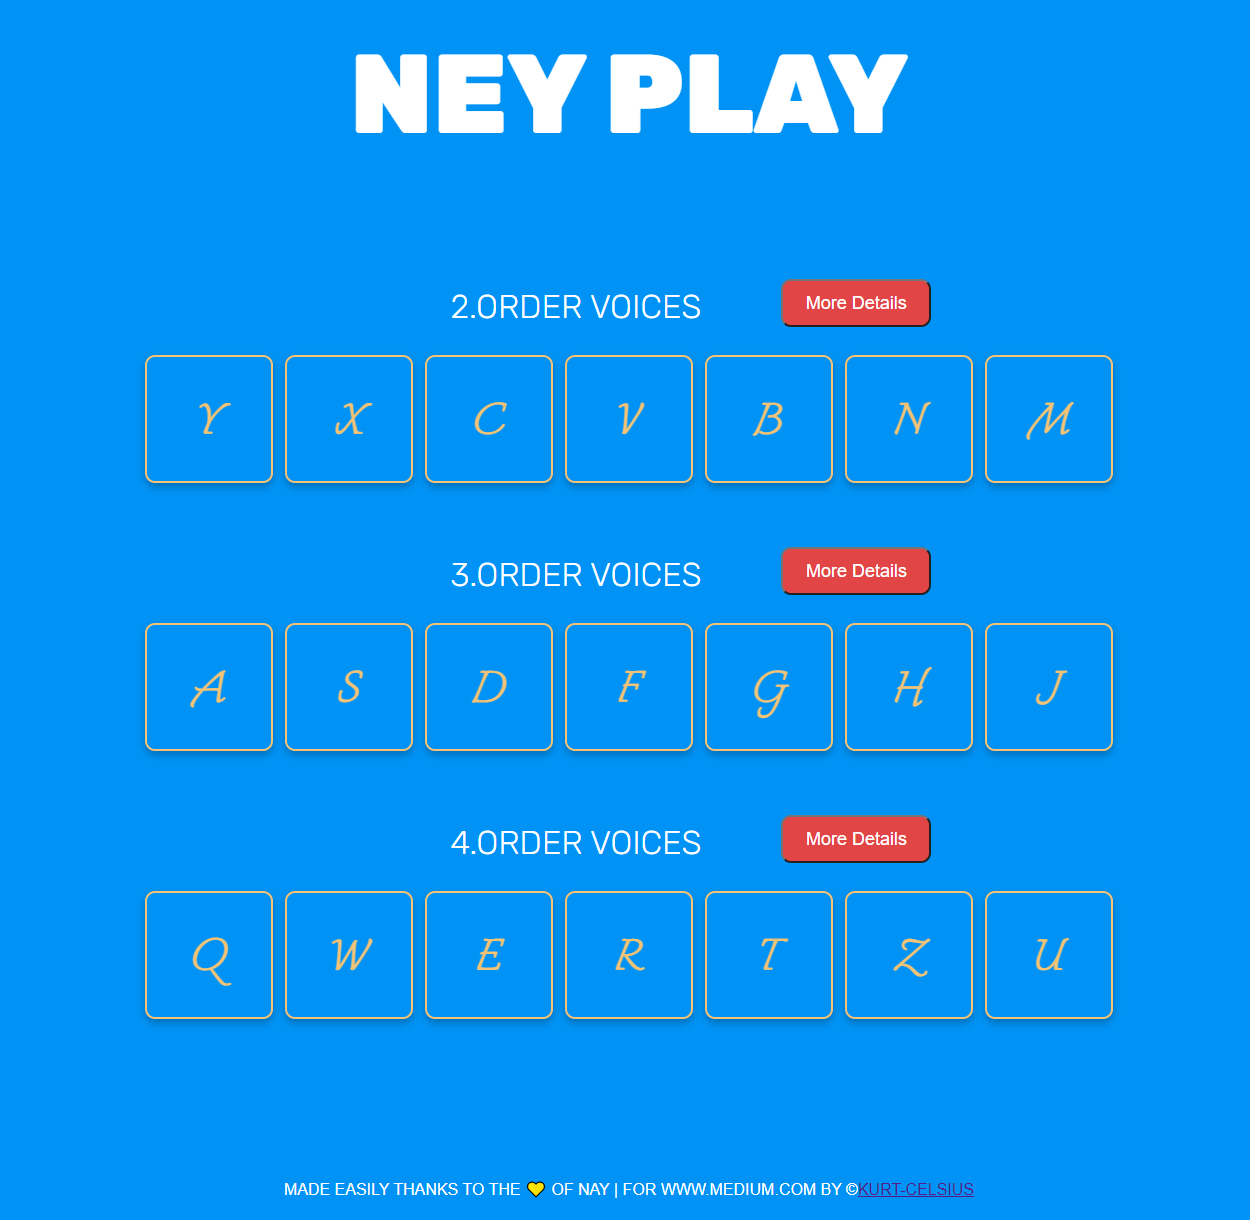 NEY PLAY
2.ORDER VOICES More Details
Y X C V B N M
3.ORDER VOICES More Details
A S D F G H J
4.ORDER VOICES More Details
Q W E R T Z U
MADE EASILY THANKS TO THE 💛 OF NAY | FOR WWW.MEDIUM.COM BY ©KURT-CELSIUS